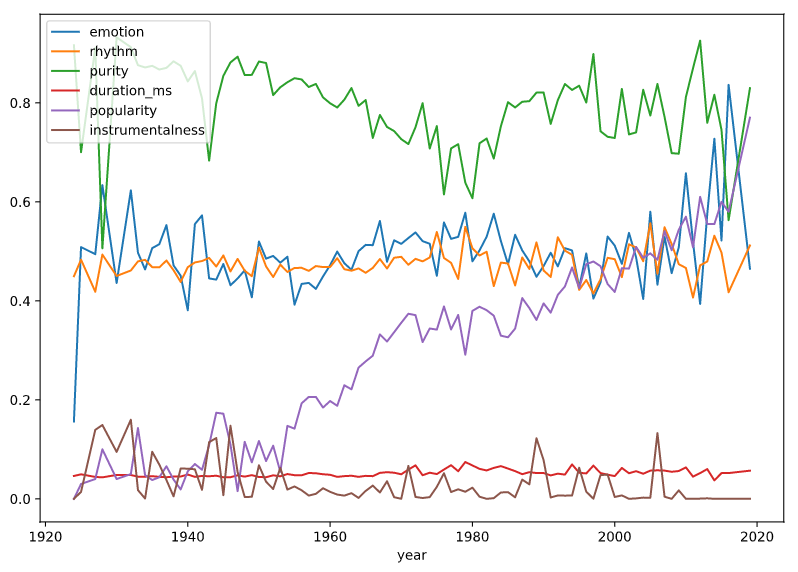 emotion
rhythm
purity
duration_ms
popularity
instrumentalness
0.8
0.6
0.4
0.2
0.0
1920 1940 1960 1980 2000 2020
year